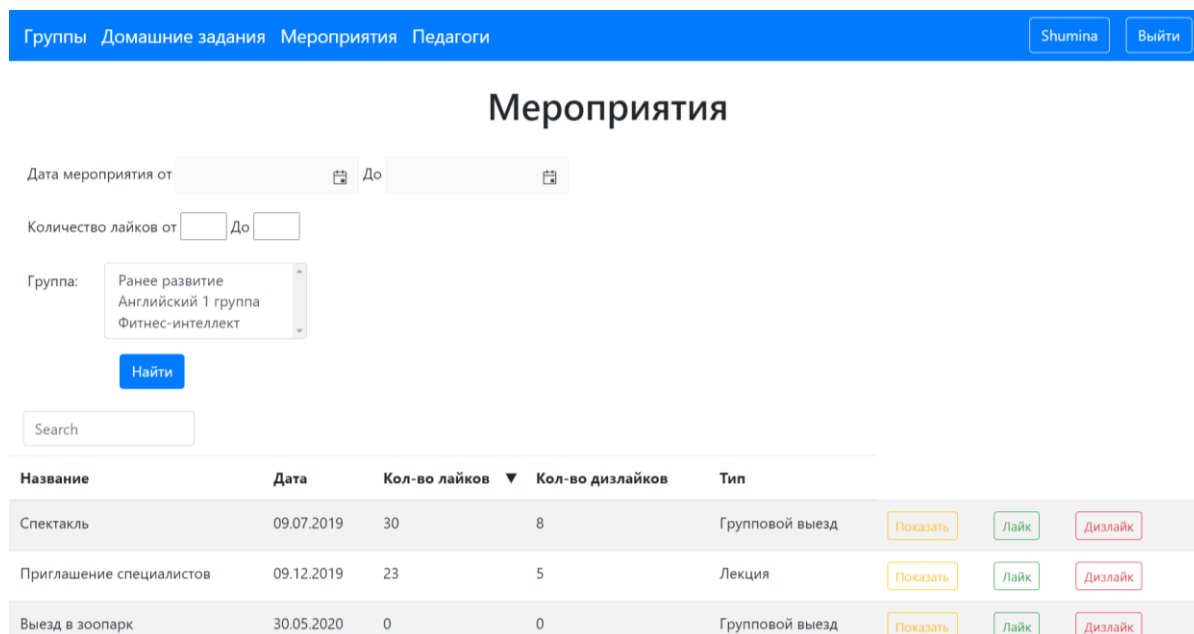 Группы Домашние задания Мероприятия Педагоги Shumina Выйти
Мероприятия
Дата мероприятия от До
Количество лайков от До
Группа: Ранее развитие
Английский 1 группа
Фитнес-интеллект
Найти
Search
Название Дата Кол-во лайков ▼ Кол-во дизлайков Тип
Спектакль 09.07.2019 30 8 Групповой выезд Показать Лайк Дизлайк
Приглашение специалистов 09.12.2019 23 5 Лекция Показать Лайк Дизлайк
Выезд в зоопарк 30.05.2020 0 0 Групповой выезд Показать Лайк Дизлайк